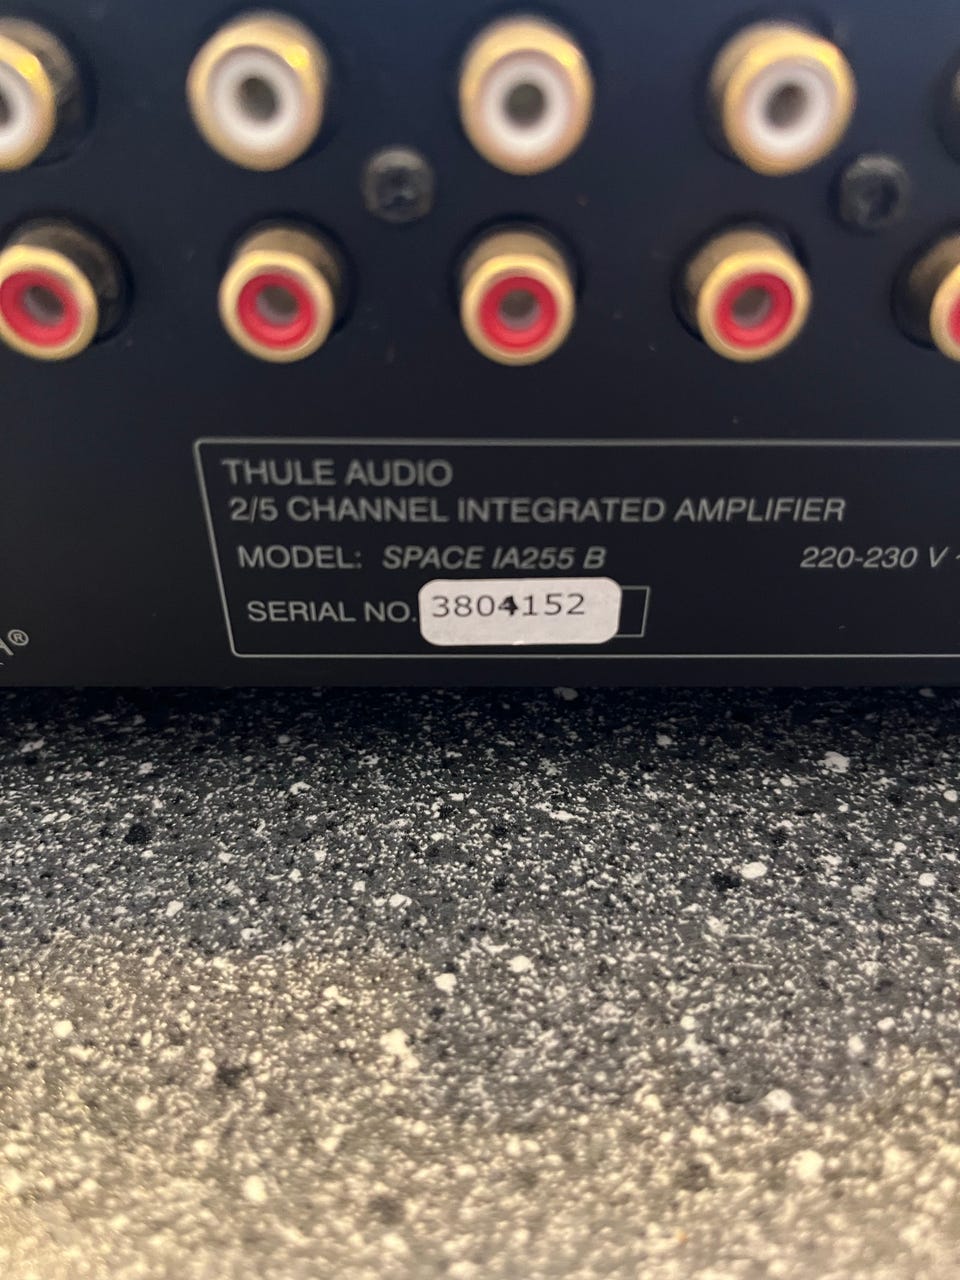 THULE AUDIO
2/5 CHANNEL INTEGRATED AMPLIFIER
MODEL: SPACE IA255 B 220-230 V ~
SERIAL NO. 3804152
®